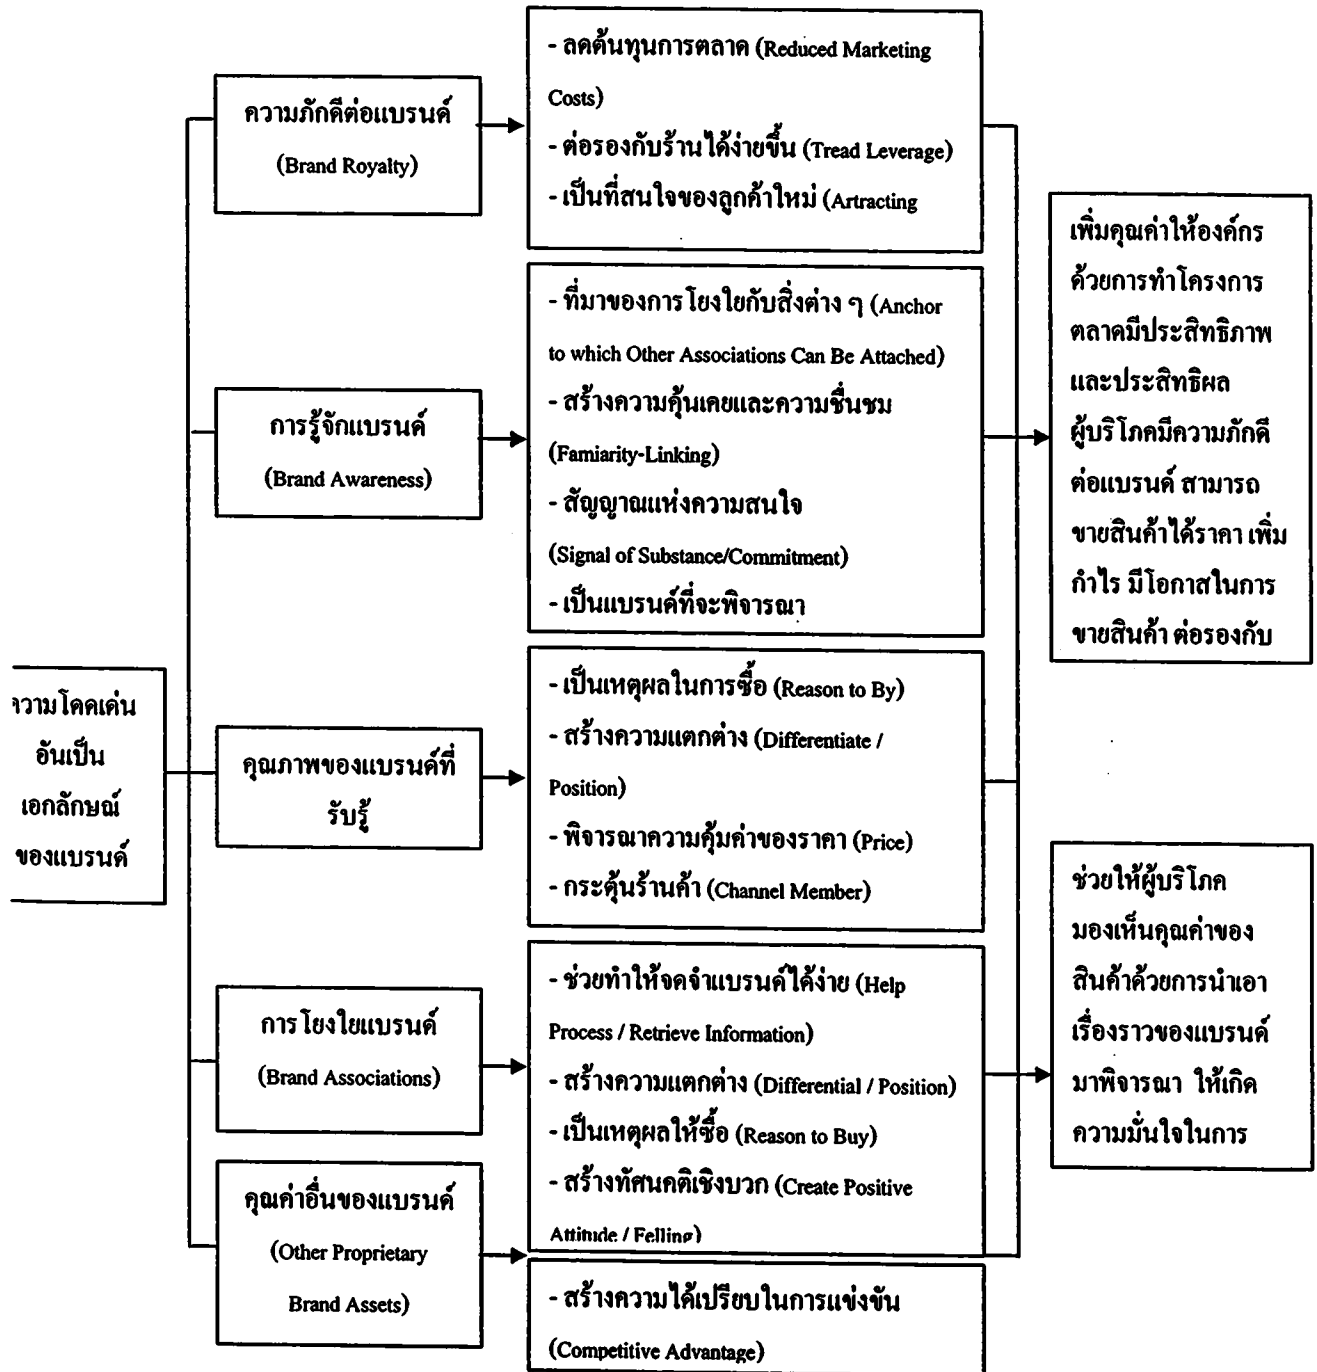 วามโดดเด่น
อันเป็น
เอกลักษณ์
ของแบรนด์
ความภักดีต่อแบรนด์
(Brand Royalty)
- ลดต้นทุนการตลาด (Reduced Marketing
Costs)
- ต่อรองกับร้านได้ง่ายขึ้น (Tread Leverage)
- เป็นที่สนใจของลูกค้าใหม่ (Artracting
การรู้จักแบรนด์
(Brand Awareness)
- ที่มาของการโยงใยกับสิ่งต่าง ๆ (Anchor
to which Other Associations Can Be Attached)
- สร้างความคุ้นเคยและความชื่นชม
(Famiarity-Linking)
- สัญญาณแห่งความสนใจ
(Signal of Substance/Commitment)
- เป็นแบรนด์ที่จะพิจารณา
คุณภาพของแบรนด์ที่
รับรู้
- เป็นเหตุผลในการซื้อ (Reason to By)
- สร้างความแตกต่าง (Differentiate /
Position)
- พิจารณาความคุ้มค่าของราคา (Price)
- กระตุ้นร้านค้า (Channel Member)
การโยงใยแบรนด์
(Brand Associations)
- ช่วยทำให้จดจำแบรนด์ได้ง่าย (Help
Process / Retrieve Information)
- สร้างความแตกต่าง (Differential / Position)
- เป็นเหตุผลให้ซื้อ (Reason to Buy)
- สร้างทัศนคติเชิงบวก (Create Positive
Attitude / Felling)
คุณค่าอื่นของแบรนด์
(Other Proprietary
Brand Assets)
- สร้างความได้เปรียบในการแข่งขัน
(Competitive Advantage)
เพิ่มคุณค่าให้องค์กร
ด้วยการทำโครงการ
ตลาดมีประสิทธิภาพ
และประสิทธิผล
ผู้บริโภคมีความภักดี
ต่อแบรนด์ สามารถ
ขายสินค้าได้ราคา เพิ่ม
กำไร มีโอกาสในการ
ขายสินค้า ต่อรองกับ
ช่วยให้ผู้บริโภค
มองเห็นคุณค่าของ
สินค้าด้วยการนำเอา
เรื่องราวของแบรนด์
มาพิจารณา ให้เกิด
ความมั่นใจในการ